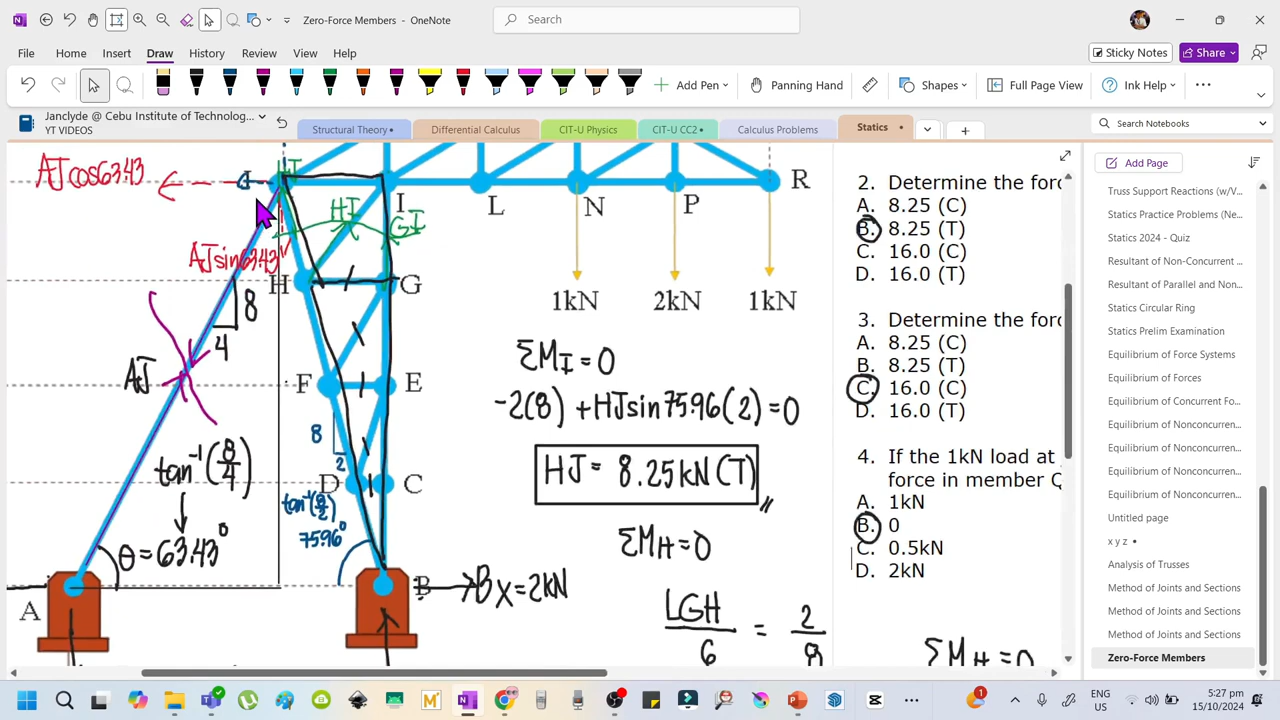 Zero-Force Members - OneNote
Search
File Home Insert Draw History Review View Help
Sticky Notes Share
Add Pen Panning Hand Shapes Full Page View Ink Help
Janclyde @ Cebu Institute of Technolog...
YT VIDEOS
Structural Theory
Differential Calculus
CIT-U Physics
CIT-U CC2
Calculus Problems
Statics
Search Notebooks
Add Page
AJcos63.43
HJ
J
AJsin63.43
HI
GI
I
L
N
P
R
H
G
8
4
1kN
2kN
1kN
AJ
F
E
8
2
tan⁻¹(8/4)
D
C
tan⁻¹(8/2)
75.96°
θ = 63.43°
A
B
Bx = 2kN
ΣM_I = 0
-2(8) + HJsin75.96(2) = 0
HJ = 8.25kN(T)
ΣM_H = 0
LGH/6 = 2/8
2. Determine the forc
A. 8.25 (C)
B. 8.25 (T)
C. 16.0 (C)
D. 16.0 (T)
3. Determine the forc
A. 8.25 (C)
B. 8.25 (T)
C. 16.0 (C)
D. 16.0 (T)
4. If the 1kN load at
force in member Q
A. 1kN
B. 0
C. 0.5kN
D. 2kN
ΣM_H = 0
Truss Support Reactions (w/V...
Statics Practice Problems (Ne...
Statics 2024 - Quiz
Resultant of Non-Concurrent ...
Resultant of Parallel and Non...
Statics Circular Ring
Statics Prelim Examination
Equilibrium of Force Systems
Equilibrium of Forces
Equilibrium of Concurrent Fo...
Equilibrium of Nonconcurren...
Equilibrium of Nonconcurren...
Equilibrium of Nonconcurren...
Equilibrium of Nonconcurren...
Untitled page
x y z
Analysis of Trusses
Method of Joints and Sections
Method of Joints and Sections
Method of Joints and Sections
Zero-Force Members
1
ENG
US
5:27 pm
15/10/2024